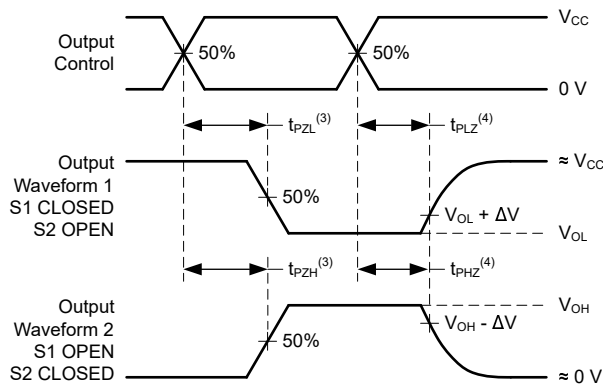 V_CC
Output
Control
50%
50%
0 V
t_PZL^(3)
t_PLZ^(4)
Output
Waveform 1
S1 CLOSED
S2 OPEN
≈ V_CC
50%
V_OL + ΔV
V_OL
t_PZH^(3)
t_PHZ^(4)
Output
Waveform 2
S1 OPEN
S2 CLOSED
V_OH
V_OH - ΔV
50%
≈ 0 V